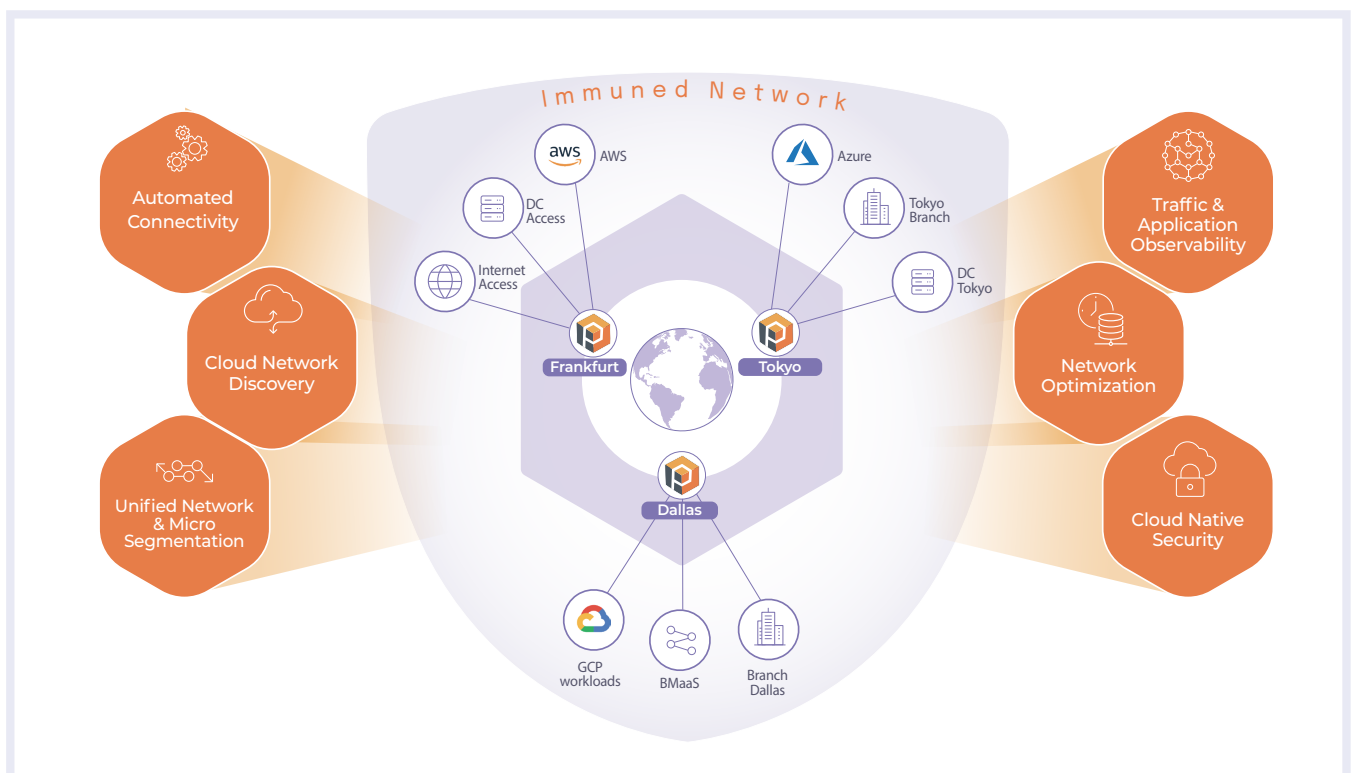 Immuned Network
Automated
Connectivity
Cloud Network
Discovery
Unified Network
& Micro
Segmentation
aws
AWS
DC
Access
Internet
Access
Frankfurt
Azure
Tokyo
Branch
DC
Tokyo
Tokyo
Dallas
GCP
workloads
BMaaS
Branch
Dallas
Traffic &
Application
Observability
Network
Optimization
Cloud Native
Security